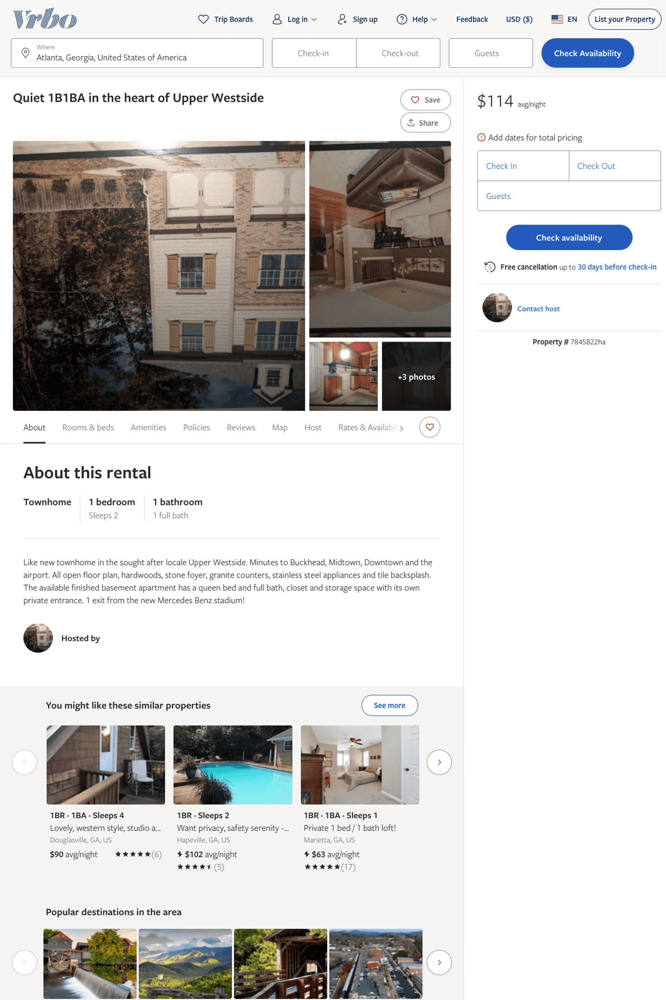 Vrbo
Trip Boards
Log in
Sign up
Help
Feedback
USD ($)
EN
List your Property
Where
Atlanta, Georgia, United States of America
Check-in
Check-out
Guests
Check Availability
Quiet 1B1BA in the heart of Upper Westside
Save
Share
+3 photos
$114 avg/night
Add dates for total pricing
Check In
Check Out
Guests
Check availability
Free cancellation up to 30 days before check-in
Contact host
Property # 7845822ha
About
Rooms & beds
Amenities
Policies
Reviews
Map
Host
Rates & Availabili
About this rental
Townhome
1 bedroom
Sleeps 2
1 bathroom
1 full bath
Like new townhome in the sought after locale Upper Westside. Minutes to Buckhead, Midtown, Downtown and the
airport. All open floor plan, hardwoods, stone foyer, granite counters, stainless steel appliances and tile backsplash.
The available finished basement apartment has a queen bed and full bath, closet and storage space with its own
private entrance. 1 exit from the new Mercedes Benz stadium!
Hosted by
You might like these similar properties
See more
1BR · 1BA · Sleeps 4
Lovely, western style, studio a...
Douglasville, GA, US
$90 avg/night
(6)
1BR · Sleeps 2
Want privacy, safety serenity -...
Hapeville, GA, US
$102 avg/night
(5)
1BR · 1BA · Sleeps 1
Private 1 bed / 1 bath loft!
Marietta, GA, US
$63 avg/night
(17)
Popular destinations in the area